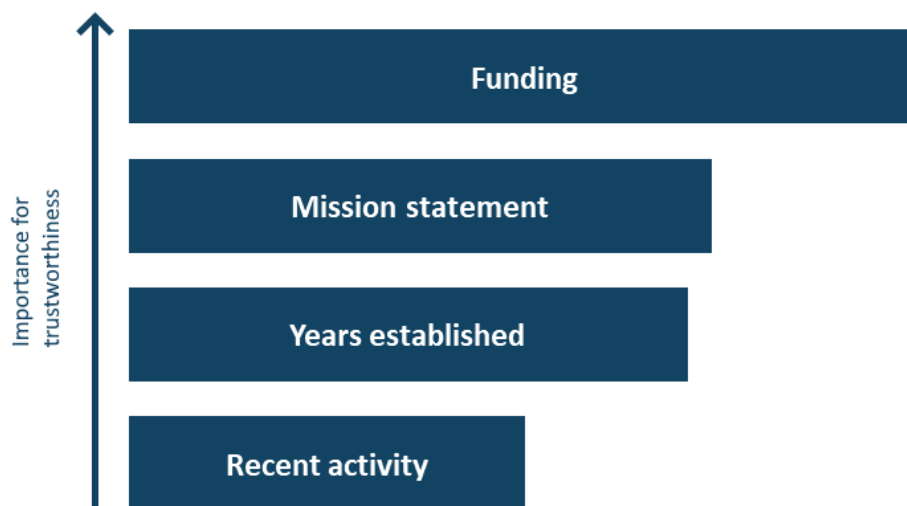 Funding
Mission statement
Years established
Recent activity
Importance for
trustworthiness